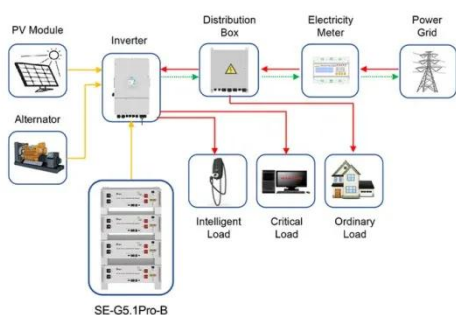 PV Module
Inverter
Distribution
Box
Electricity
Meter
Power
Grid
Alternator
Intelligent
Load
Critical
Load
Ordinary
Load
SE-G5.1Pro-B